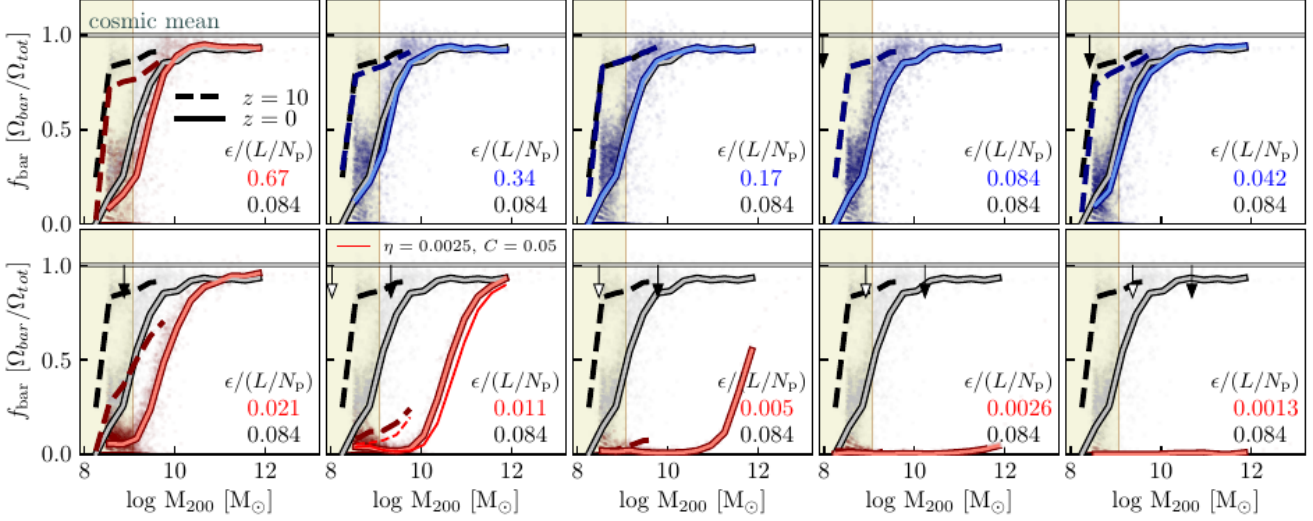 cosmic mean
1.0
0.5
0.0
f_bar [Ω_bar/Ω_tot]
z = 10
z = 0
ϵ/(L/N_p)
0.67
0.084
ϵ/(L/N_p)
0.34
0.084
ϵ/(L/N_p)
0.17
0.084
ϵ/(L/N_p)
0.084
0.084
ϵ/(L/N_p)
0.042
0.084
1.0
0.5
0.0
f_bar [Ω_bar/Ω_tot]
ϵ/(L/N_p)
0.021
0.084
η = 0.0025, C = 0.05
ϵ/(L/N_p)
0.011
0.084
ϵ/(L/N_p)
0.005
0.084
ϵ/(L/N_p)
0.0026
0.084
ϵ/(L/N_p)
0.0013
0.084
8 10 12
8 10 12
8 10 12
8 10 12
8 10 12
log M_200 [M_⊙]
log M_200 [M_⊙]
log M_200 [M_⊙]
log M_200 [M_⊙]
log M_200 [M_⊙]